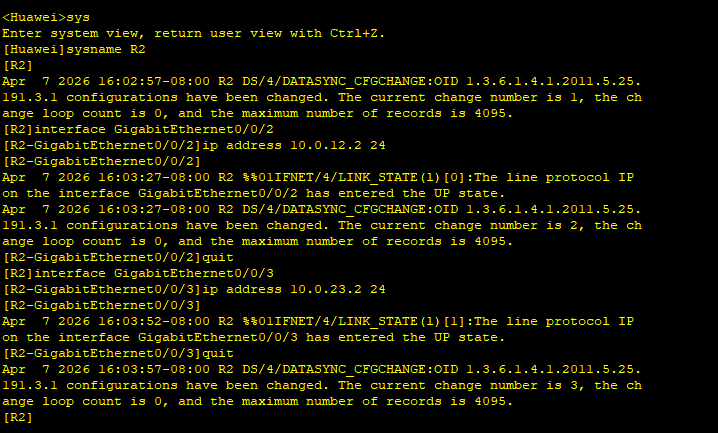 <Huawei>sys
Enter system view, return user view with Ctrl+Z.
[Huawei]sysname R2
[R2]
Apr  7 2026 16:02:57-08:00 R2 DS/4/DATASYNC_CFGCHANGE:OID 1.3.6.1.4.1.2011.5.25.
191.3.1 configurations have been changed. The current change number is 1, the ch
ange loop count is 0, and the maximum number of records is 4095.
[R2]interface GigabitEthernet0/0/2
[R2-GigabitEthernet0/0/2]ip address 10.0.12.2 24
[R2-GigabitEthernet0/0/2]
Apr  7 2026 16:03:27-08:00 R2 %%01IFNET/4/LINK_STATE(l)[0]:The line protocol IP
on the interface GigabitEthernet0/0/2 has entered the UP state.
Apr  7 2026 16:03:27-08:00 R2 DS/4/DATASYNC_CFGCHANGE:OID 1.3.6.1.4.1.2011.5.25.
191.3.1 configurations have been changed. The current change number is 2, the ch
ange loop count is 0, and the maximum number of records is 4095.
[R2-GigabitEthernet0/0/2]quit
[R2]interface GigabitEthernet0/0/3
[R2-GigabitEthernet0/0/3]ip address 10.0.23.2 24
[R2-GigabitEthernet0/0/3]
Apr  7 2026 16:03:52-08:00 R2 %%01IFNET/4/LINK_STATE(l)[1]:The line protocol IP
on the interface GigabitEthernet0/0/3 has entered the UP state.
[R2-GigabitEthernet0/0/3]quit
Apr  7 2026 16:03:57-08:00 R2 DS/4/DATASYNC_CFGCHANGE:OID 1.3.6.1.4.1.2011.5.25.
191.3.1 configurations have been changed. The current change number is 3, the ch
ange loop count is 0, and the maximum number of records is 4095.
[R2]